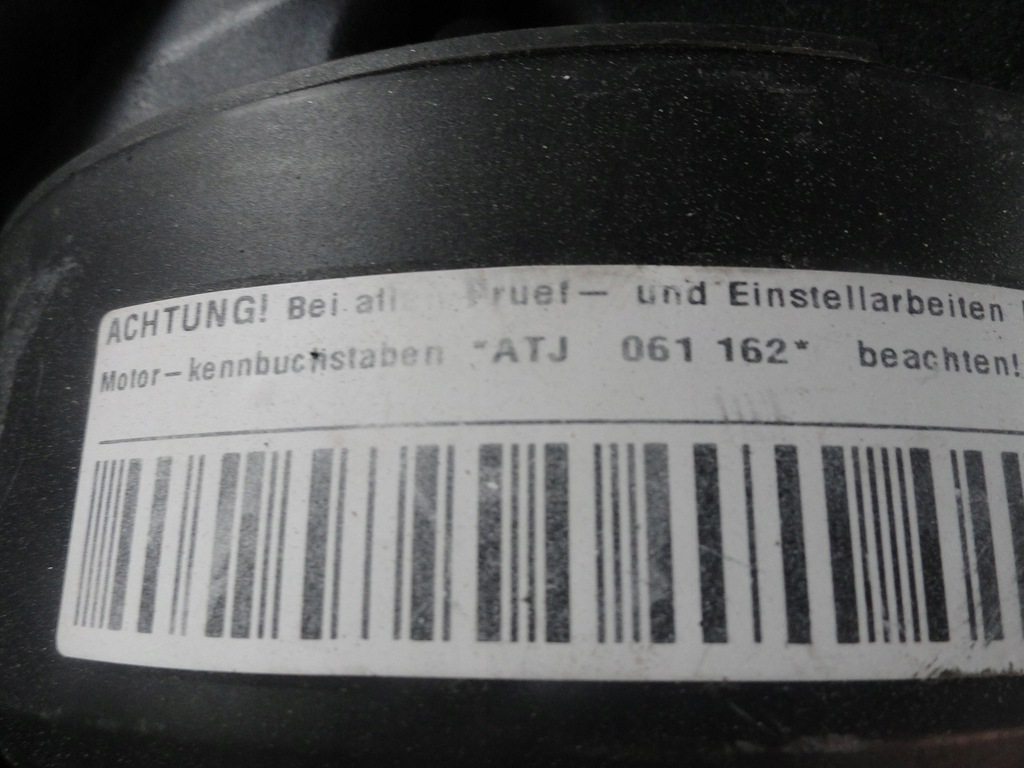 ACHTUNG! Bei Pruef- und Einstellarbeiten
Motor-kennbuchstaben "ATJ 061 162" beachten!